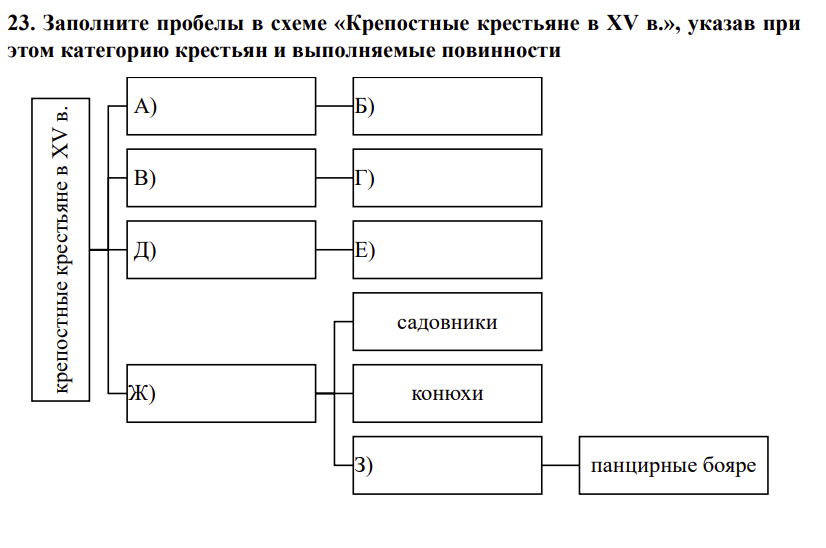 23. Заполните пробелы в схеме «Крепостные крестьяне в XV в.», указав при
этом категорию крестьян и выполняемые повинности
крепостные крестьяне в XV в.
А)
Б)
В)
Г)
Д)
Е)
садовники
Ж)
конюхи
З)
панцирные бояре